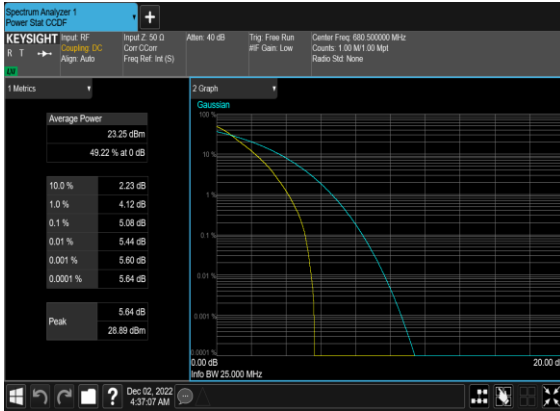 Spectrum Analyzer 1
Power Stat CCDF
+
KEYSIGHT
R T
Input: RF
Coupling: DC
Align: Auto
Input Z: 50 Ω
Corr CCorr
Freq Ref: Int (S)
Atten: 40 dB
Trig: Free Run
#IF Gain: Low
Center Freq: 680.500000 MHz
Counts: 1.00 M/1.00 Mpt
Radio Std: None
1 Metrics
Average Power
23.25 dBm
49.22 % at 0 dB
10.0 % 2.23 dB
1.0 % 4.12 dB
0.1 % 5.08 dB
0.01 % 5.44 dB
0.001 % 5.60 dB
0.0001 % 5.64 dB
Peak
5.64 dB
28.89 dBm
2 Graph
Gaussian
100 %
10 %
1 %
0.1 %
0.01 %
0.001 %
0.0001 %
0.00 dB
20.00 d
Info BW 25.000 MHz
?
Dec 02, 2022
4:37:07 AM